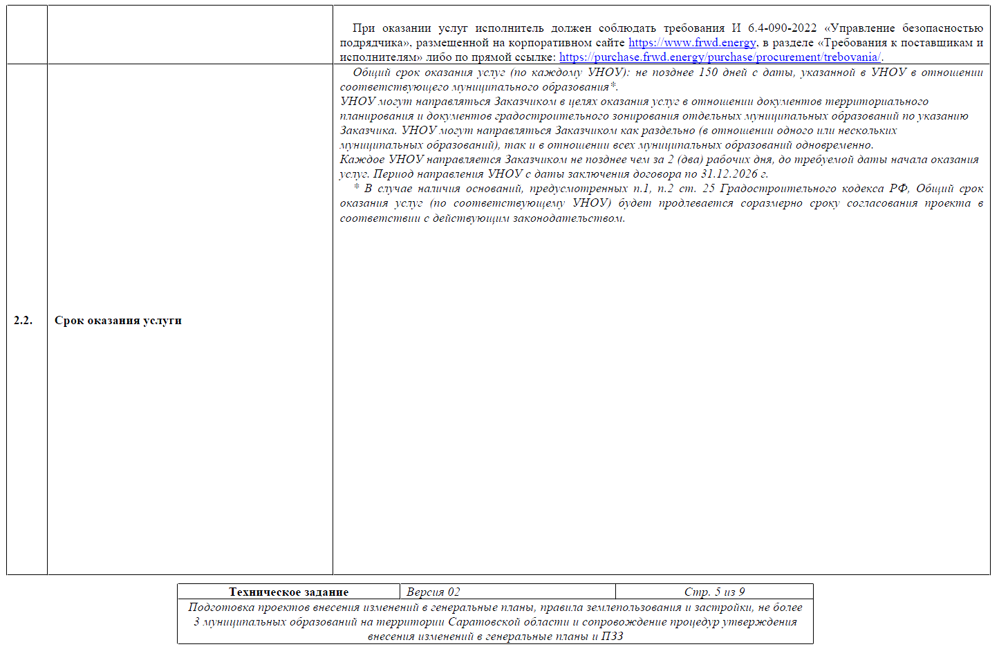 При оказании услуг исполнитель должен соблюдать требования И 6.4-090-2022 «Управление безопасностью
подрядчика», размещенной на корпоративном сайте https://www.frwd.energy, в разделе «Требования к поставщикам и
исполнителям» либо по прямой ссылке: https://purchase.frwd.energy/purchase/procurement/trebovania/.
2.2.
Срок оказания услуги
Общий срок оказания услуг (по каждому УНОУ): не позднее 150 дней с даты, указанной в УНОУ в отношении
соответствующего муниципального образования*.
УНОУ могут направляться Заказчиком в целях оказания услуг в отношении документов территориального
планирования и документов градостроительного зонирования отдельных муниципальных образований по указанию
Заказчика. УНОУ могут направляться Заказчиком как раздельно (в отношении одного или нескольких
муниципальных образований), так и в отношении всех муниципальных образований одновременно.
Каждое УНОУ направляется Заказчиком не позднее чем за 2 (два) рабочих дня, до требуемой даты начала оказания
услуг. Период направления УНОУ с даты заключения договора по 31.12.2026 г.
* В случае наличия оснований, предусмотренных п.1, п.2 ст. 25 Градостроительного кодекса РФ, Общий срок
оказания услуг (по соответствующему УНОУ) будет продлевается соразмерно сроку согласования проекта в
соответствии с действующим законодательством.
Техническое задание
Версия 02
Стр. 5 из 9
Подготовка проектов внесения изменений в генеральные планы, правила землепользования и застройки, не более
3 муниципальных образований на территории Саратовской области и сопровождение процедур утверждения
внесения изменений в генеральные планы и ПЗЗ